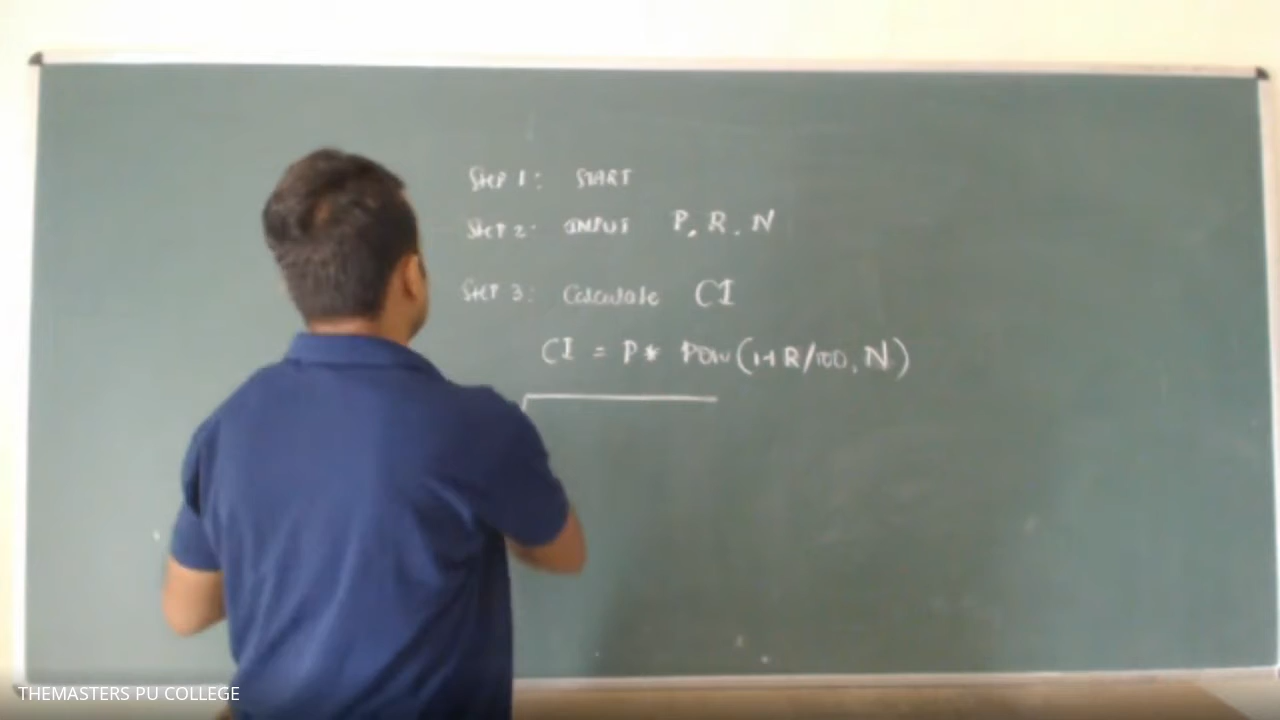 Step 1: START
Step 2: INPUT P, R, N
Step 3: Calculate CI
CI = P * POW(1+R/100, N)
THEMASTERS PU COLLEGE